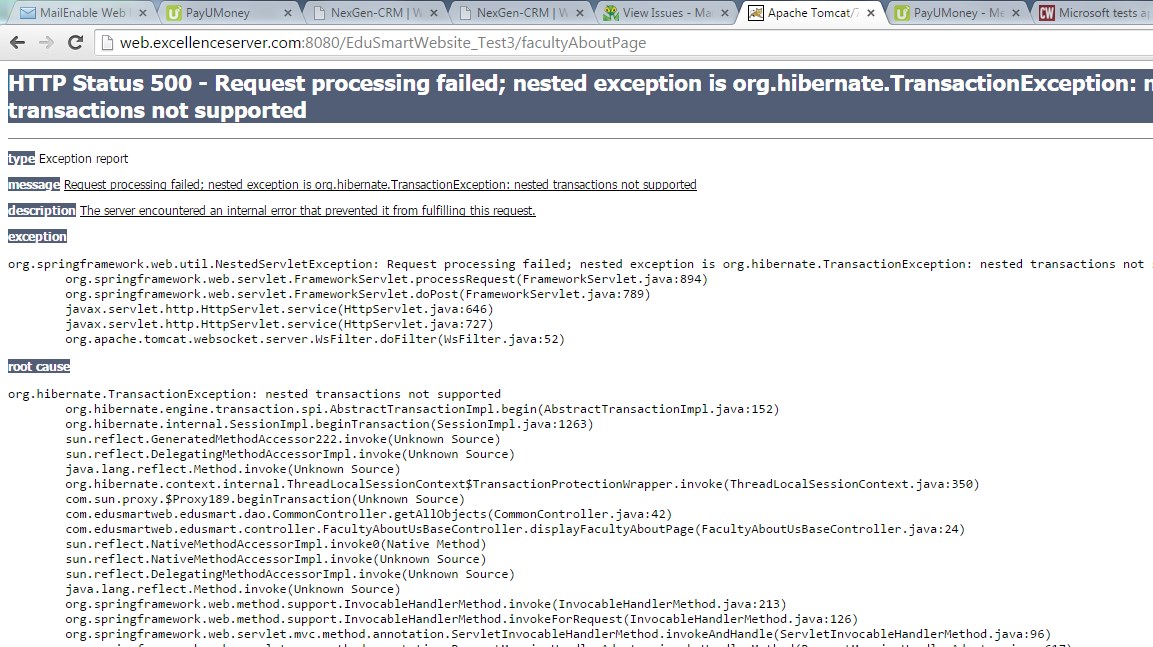 MailEnable Web
PayUMoney
NexGen-CRM | W
NexGen-CRM | W
View Issues - Ma
Apache Tomcat/7
PayUMoney - Me
CW Microsoft tests a
web.excellenceserver.com:8080/EduSmartWebsite_Test3/facultyAboutPage
HTTP Status 500 - Request processing failed; nested exception is org.hibernate.TransactionException:
transactions not supported
type Exception report
message Request processing failed; nested exception is org.hibernate.TransactionException: nested transactions not supported
description The server encountered an internal error that prevented it from fulfilling this request.
exception
org.springframework.web.util.NestedServletException: Request processing failed; nested exception is org.hibernate.TransactionException: nested transactions not
org.springframework.web.servlet.FrameworkServlet.processRequest(FrameworkServlet.java:894)
org.springframework.web.servlet.FrameworkServlet.doPost(FrameworkServlet.java:789)
javax.servlet.http.HttpServlet.service(HttpServlet.java:646)
javax.servlet.http.HttpServlet.service(HttpServlet.java:727)
org.apache.tomcat.websocket.server.WsFilter.doFilter(WsFilter.java:52)
root cause
org.hibernate.TransactionException: nested transactions not supported
org.hibernate.engine.transaction.spi.AbstractTransactionImpl.begin(AbstractTransactionImpl.java:152)
org.hibernate.internal.SessionImpl.beginTransaction(SessionImpl.java:1263)
sun.reflect.GeneratedMethodAccessor222.invoke(Unknown Source)
sun.reflect.DelegatingMethodAccessorImpl.invoke(Unknown Source)
java.lang.reflect.Method.invoke(Unknown Source)
org.hibernate.context.internal.ThreadLocalSessionContext$TransactionProtectionWrapper.invoke(ThreadLocalSessionContext.java:350)
com.sun.proxy.$Proxy189.beginTransaction(Unknown Source)
com.edusmartweb.edusmart.dao.CommonController.getAllObjects(CommonController.java:42)
com.edusmartweb.edusmart.controller.FacultyAboutUsBaseController.displayFacultyAboutPage(FacultyAboutUsBaseController.java:24)
sun.reflect.NativeMethodAccessorImpl.invoke0(Native Method)
sun.reflect.NativeMethodAccessorImpl.invoke(Unknown Source)
sun.reflect.DelegatingMethodAccessorImpl.invoke(Unknown Source)
java.lang.reflect.Method.invoke(Unknown Source)
org.springframework.web.method.support.InvocableHandlerMethod.invoke(InvocableHandlerMethod.java:213)
org.springframework.web.method.support.InvocableHandlerMethod.invokeForRequest(InvocableHandlerMethod.java:126)
org.springframework.web.servlet.mvc.method.annotation.ServletInvocableHandlerMethod.invokeAndHandle(ServletInvocableHandlerMethod.java:96)